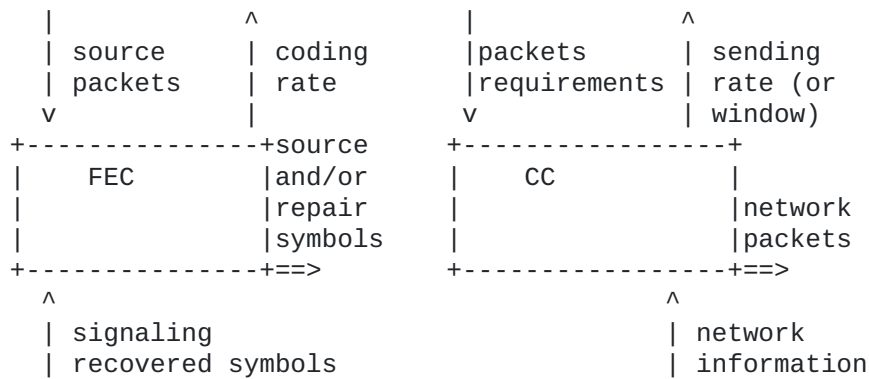 |               ^               |               ^
| source     | coding     |packets       | sending
| packets    | rate       |requirements | rate (or
v               |               v               | window)
+---------------+source     +-----------------+
|     FEC        |and/or    |     CC          |
|                |repair    |                  |network
|                |symbols   |                  |packets
+---------------+==>        +-----------------+==>
^                                             ^
| signaling                                   | network
| recovered symbols                           | information